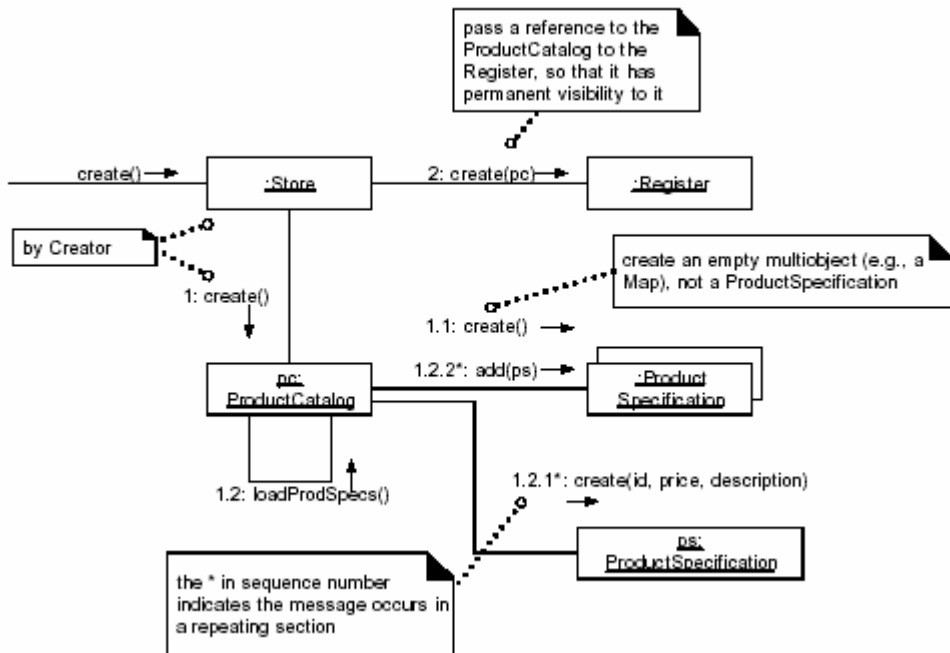 pass a reference to the
ProductCatalog to the
Register, so that it has
permanent visibility to it
create()
:Store
2: create(pc)
:Register
by Creator
create an empty multiobject (e.g., a
Map), not a ProductSpecification
1: create()
1.1: create()
1.2.2*: add(ps)
pc:
ProductCatalog
:Product
Specification
1.2: loadProdSpecs()
1.2.1*: create(id, price, description)
ps:
ProductSpecification
the * in sequence number
indicates the message occurs in
a repeating section